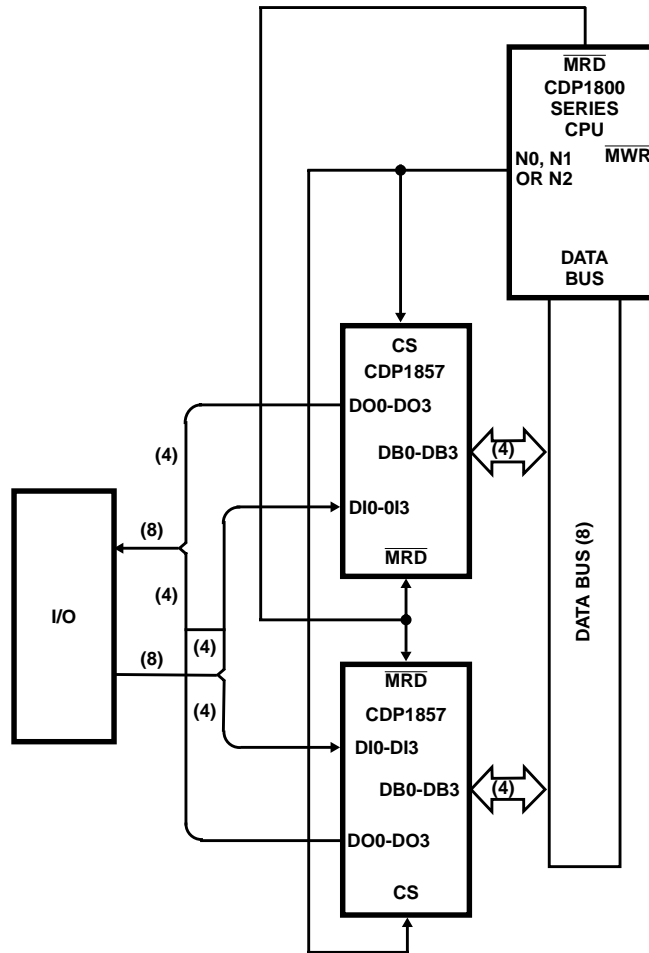 MRD
CDP1800
SERIES
CPU
N0, N1 MWR
OR N2
DATA
BUS
CS
CDP1857
DO0-DO3
DB0-DB3
(4)
(4)
DI0-0I3
(8)
MRD
(4)
I/O
DATA BUS (8)
(4)
(8)
MRD
(4)
CDP1857
DI0-DI3
DB0-DB3
(4)
DO0-DO3
CS